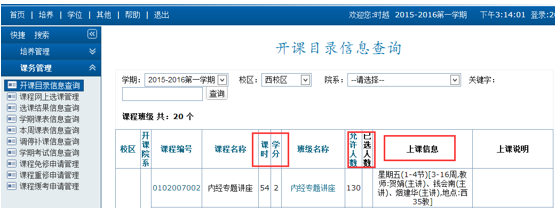 首页 | 培养 | 学位 | 其他 | 帮助 | 退出
欢迎您:时越 2015-2016第一学期 下午3:14:01 登录:2
快捷 搜索
培养管理
课务管理
开课目录信息查询
课程网上选课管理
选课结果信息查询
学期课表信息查询
本周课表信息查询
调停补课信息查询
学期考试信息查询
课程免修申请管理
课程重修申请管理
课程缓考申请管理
开课目录信息查询
学期: 2015-2016第一学期 校区: 西校区 院系: --请选择-- 关键字:
查询
课程班级 共: 20 个
校区 开课院系 课程编号 课程名称 课时 学分 班级名称 允许人数 已选人数 上课信息 上课说明
0102007002 内经专题讲座 54 2 内经专题讲座 130
星期五(1-4节)[3-16周,教
师:贺娟(主讲)、钱会南(主
讲)、烟建华(主讲),地点:西
35教]